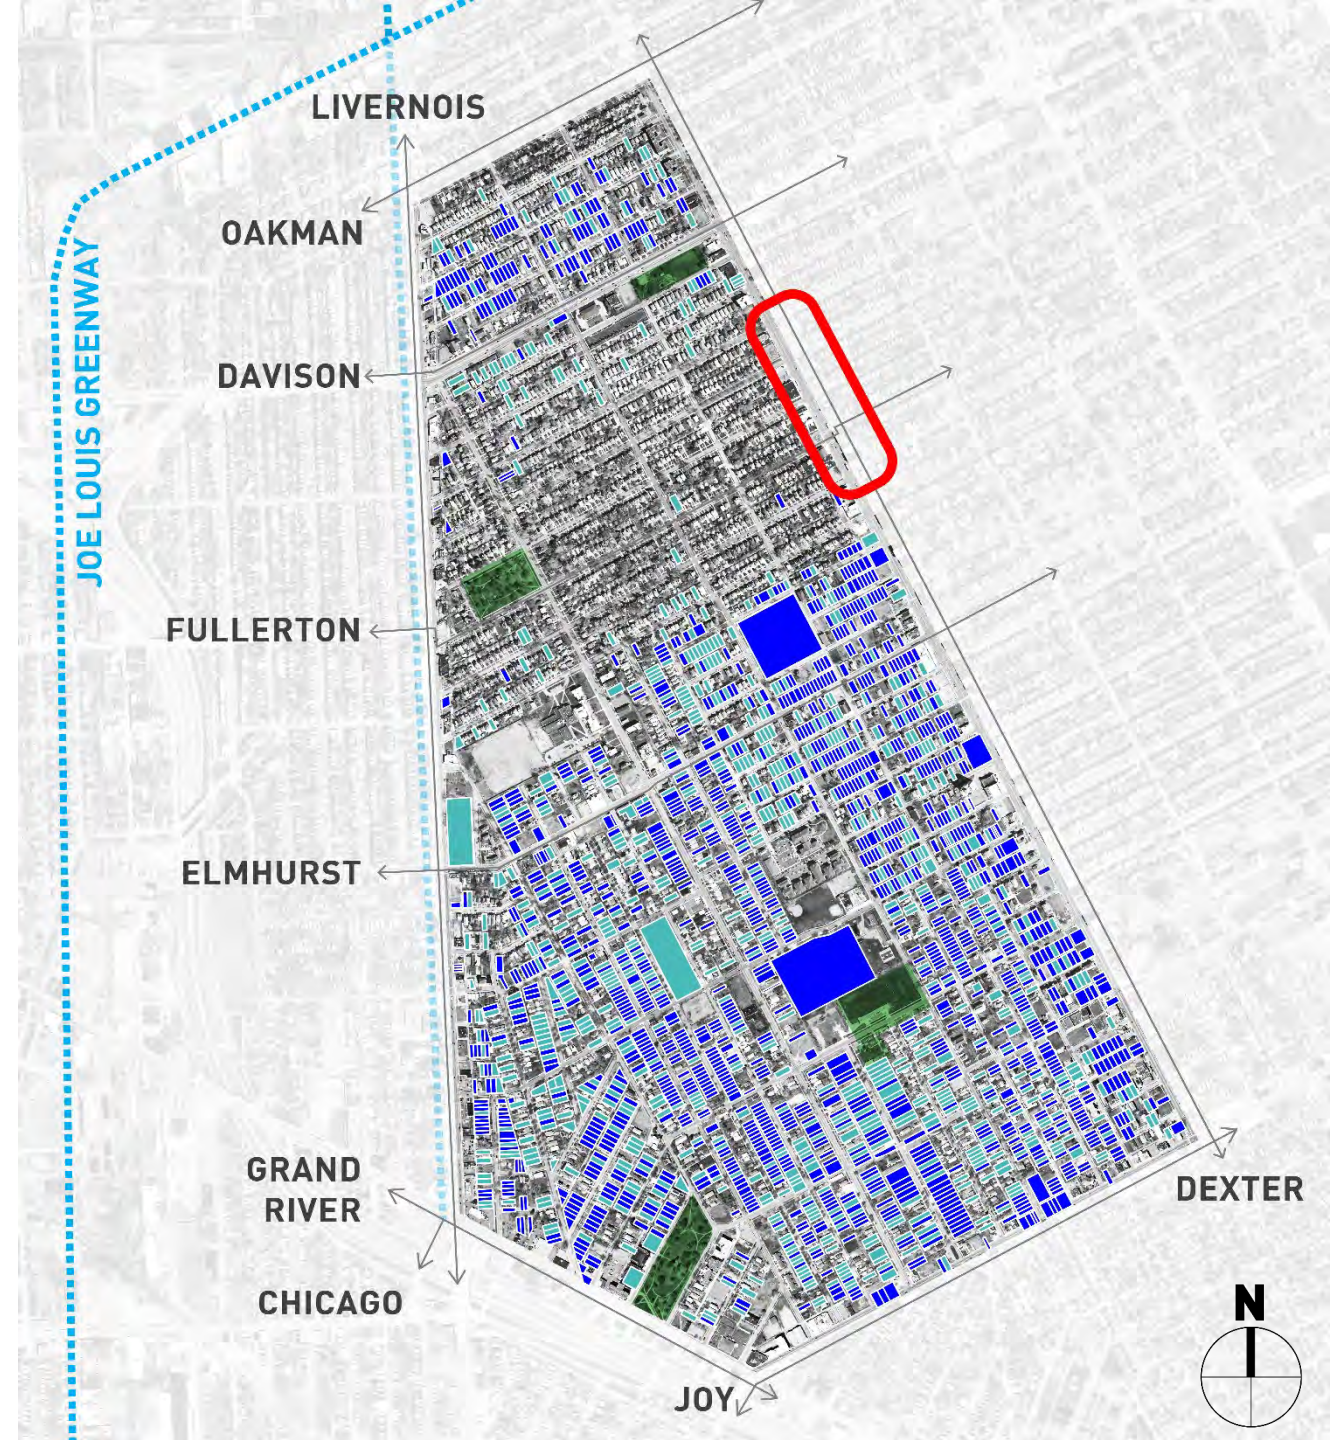 LIVERNOIS
OAKMAN
DAVISON
JOE LOUIS GREENWAY
FULLERTON
ELMHURST
GRAND
RIVER
DEXTER
CHICAGO
N
JOY